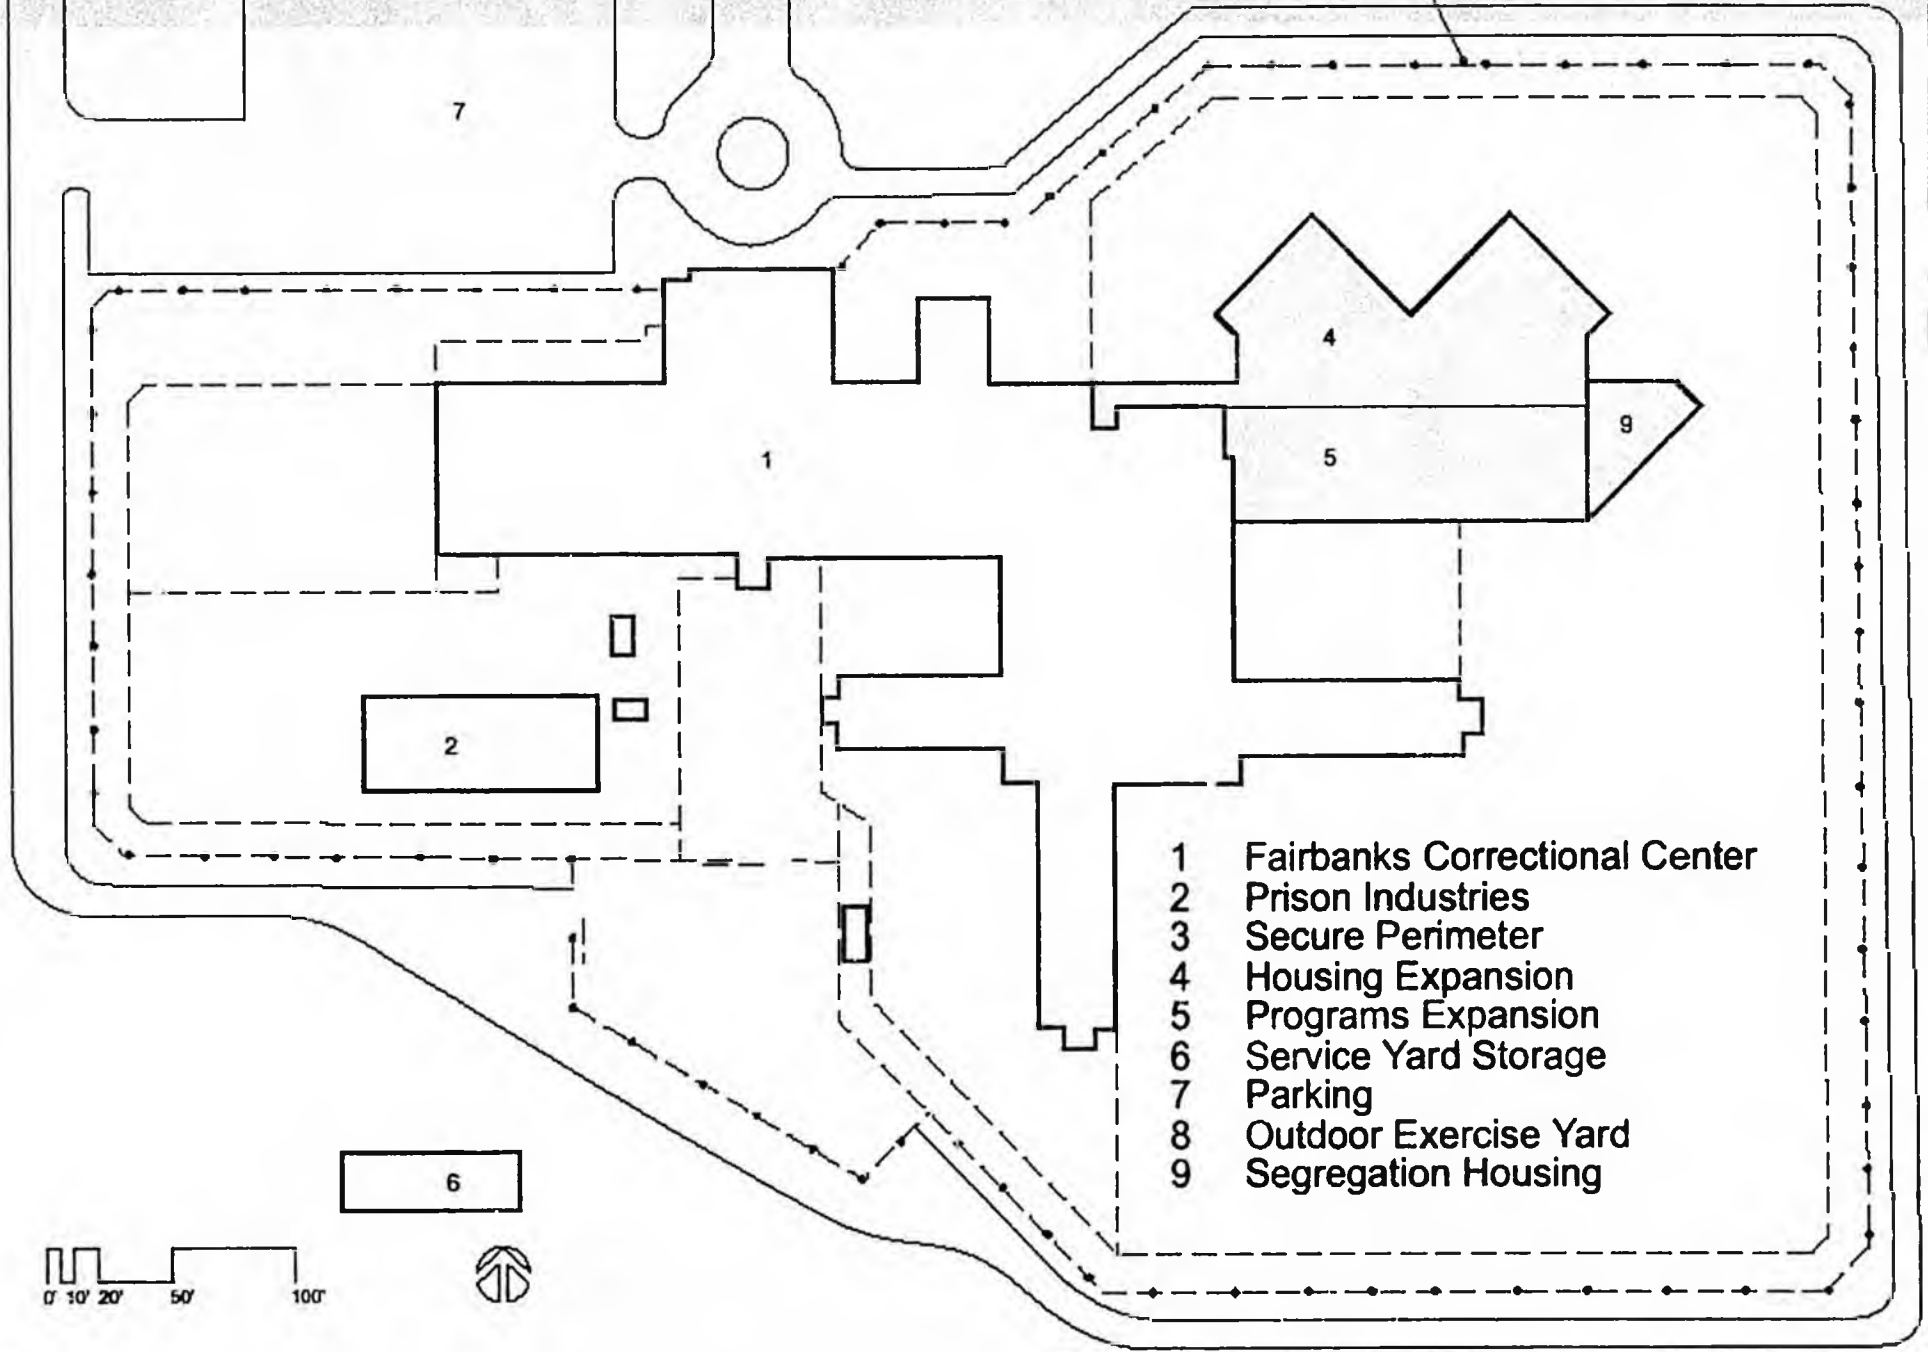 7
4
9
1
5
2
1 Fairbanks Correctional Center
2 Prison Industries
3 Secure Perimeter
4 Housing Expansion
5 Programs Expansion
6 Service Yard Storage
7 Parking
8 Outdoor Exercise Yard
9 Segregation Housing
6
0' 10' 20' 50' 100'